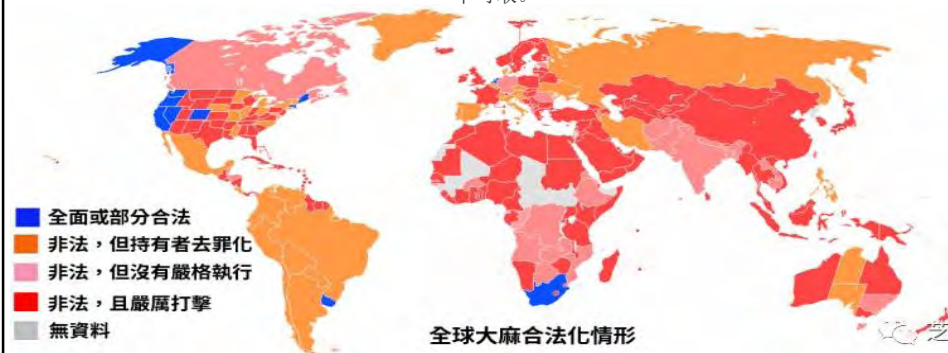 全面或部分合法
非法，但持有者去罪化
非法，但沒有嚴格執行
非法，且嚴厲打擊
無資料
全球大麻合法化情形
芝